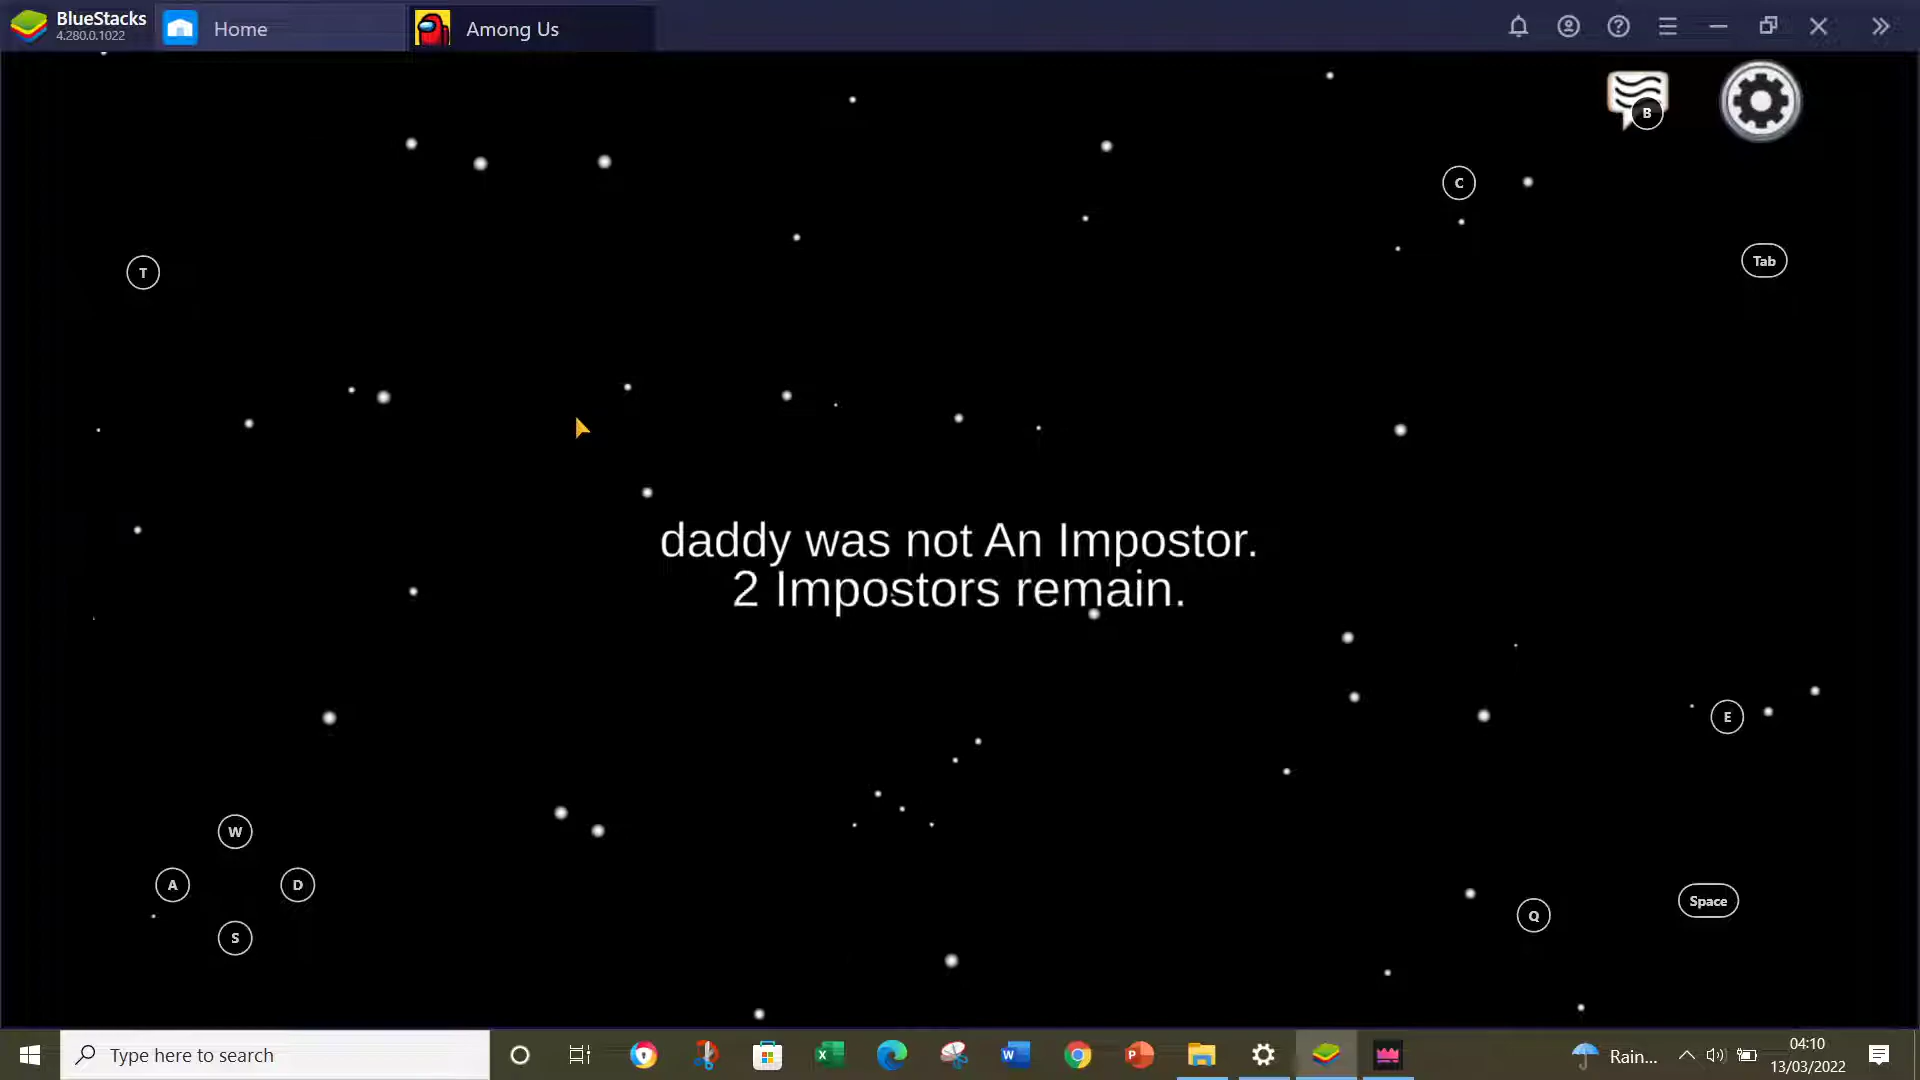 BlueStacks
4.280.0.1022
Home
Among Us
B
C
T
Tab
daddy was not An Impostor.
2 Impostors remain.
E
W
A
D
S
Q
Space
Type here to search
Rain...
04:10
13/03/2022